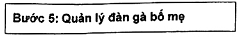 Bước 5: Quản lý đàn gà bố mẹ